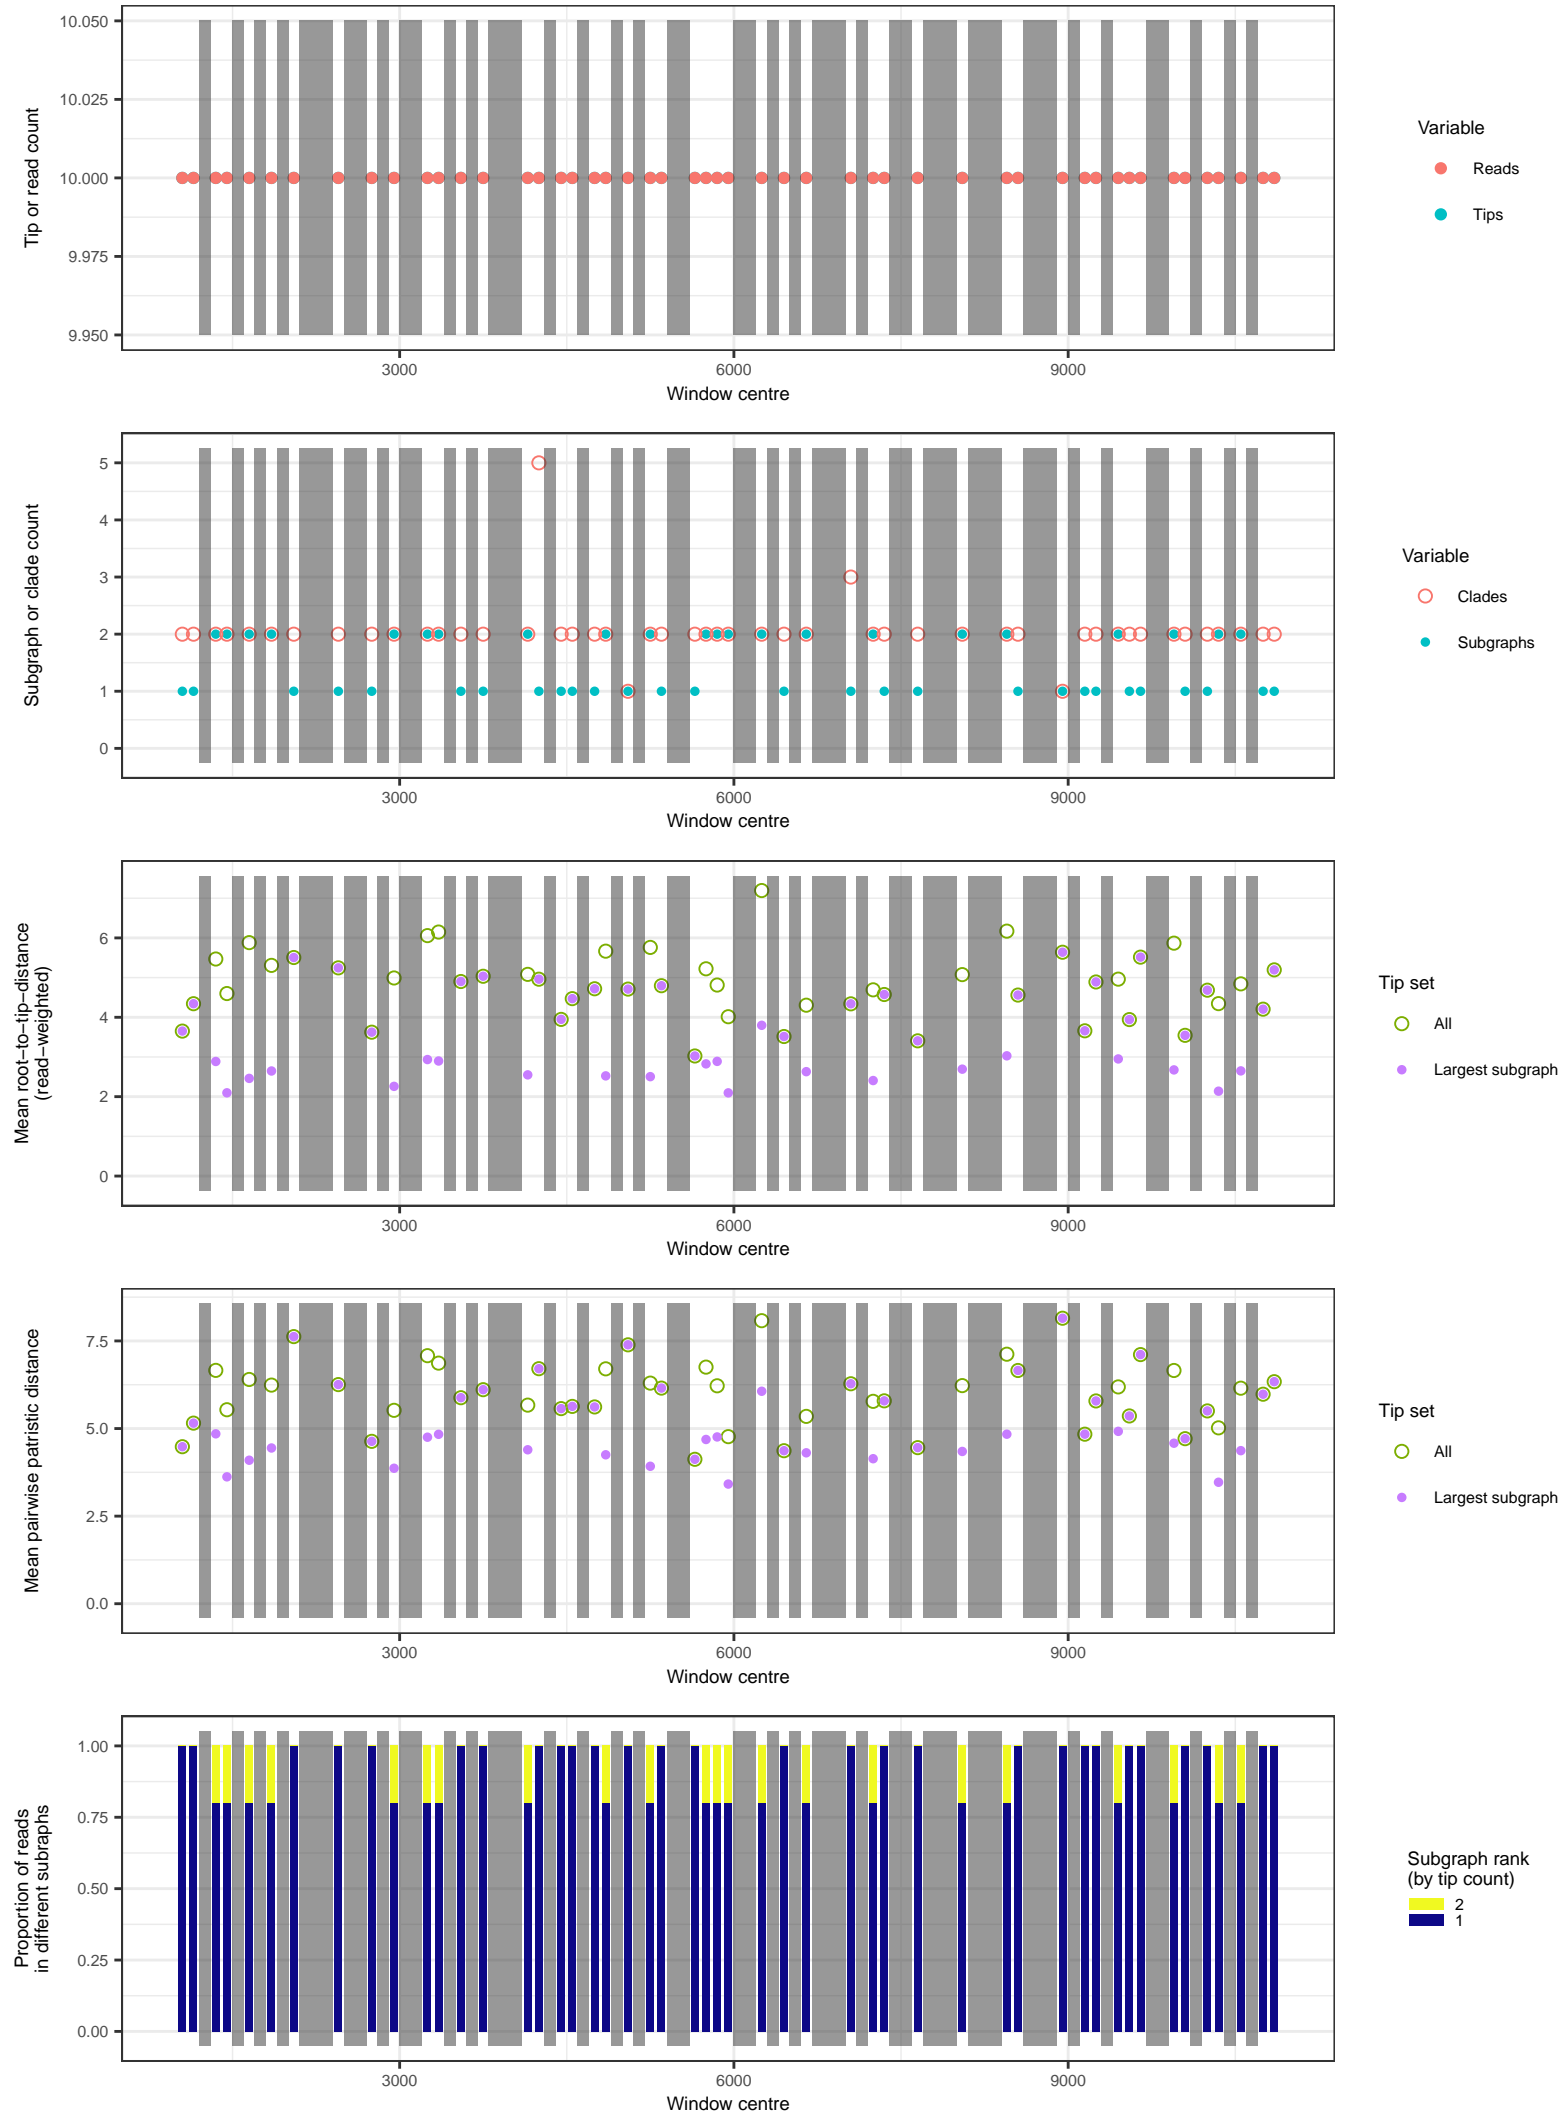 10.050
10.025
10.000
9.975
9.950
Tip or read count
3000
6000
9000
Window centre
Variable
Reads
Tips
5
4
3
2
1
0
Subgraph or clade count
3000
6000
9000
Window centre
Variable
Clades
Subgraphs
6
4
2
0
Mean root−to−tip−distance
(read−weighted)
3000
6000
9000
Window centre
Tip set
All
Largest subgraph
7.5
5.0
2.5
0.0
Mean pairwise patristic distance
3000
6000
9000
Window centre
Tip set
All
Largest subgraph
1.00
0.75
0.50
0.25
0.00
Proportion of reads
in different subraphs
3000
6000
9000
Window centre
Subgraph rank
(by tip count)
2
1